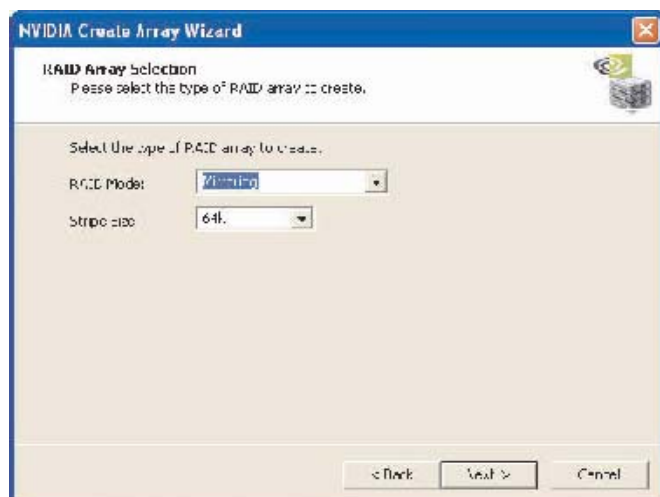 NVIDIA Create Array Wizard
RAID Array Selection
Please select the type of RAID array to create.
Select the type of RAID array to create.
RAID Mode:
Mirroring
Stripe Size
64k
< Back
Next >
Cancel